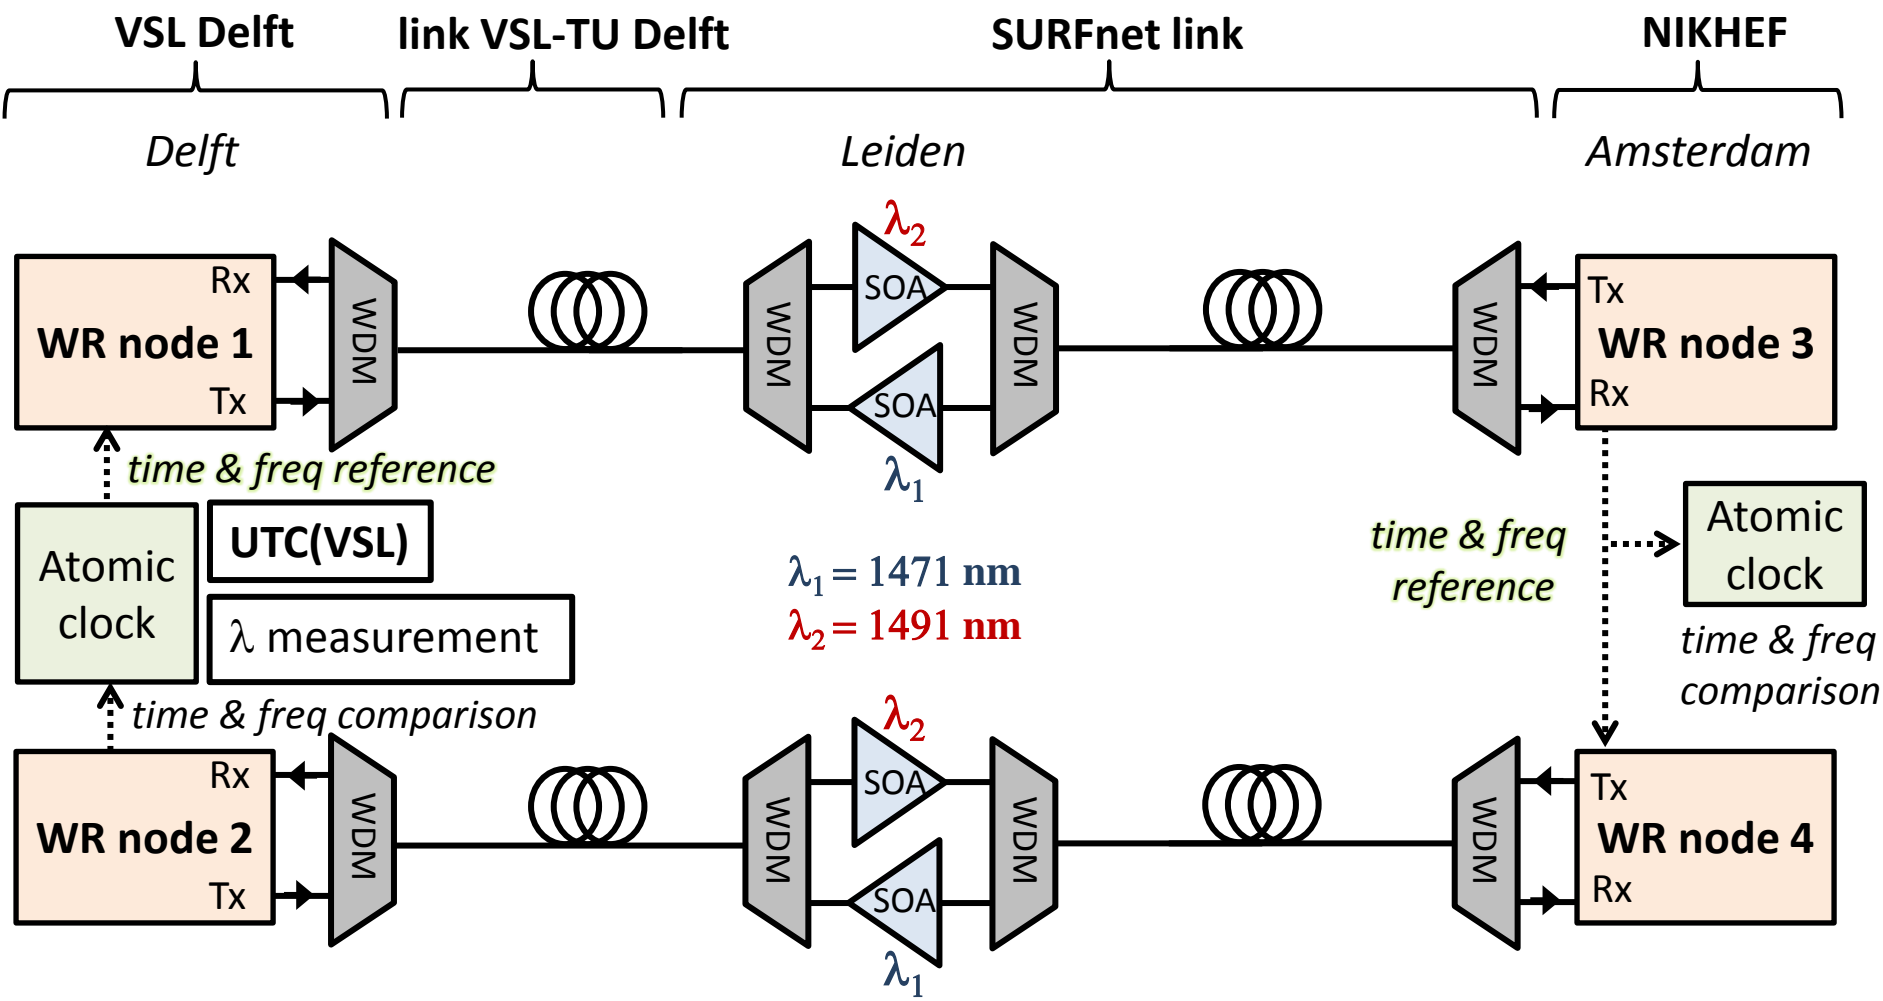 VSL Delft
link VSL-TU Delft
SURFnet link
NIKHEF
Delft
Leiden
Amsterdam
λ2
SOA
Rx
WR node 1
Tx
WDM
WDM
WDM
WDM
Tx
WR node 3
Rx
SOA
λ1
time & freq reference
Atomic
clock
UTC(VSL)
λ measurement
time & freq comparison
λ1 = 1471 nm
λ2 = 1491 nm
time & freq
reference
Atomic
clock
time & freq
comparison
λ2
SOA
Rx
WR node 2
Tx
WDM
WDM
WDM
WDM
Tx
WR node 4
Rx
SOA
λ1